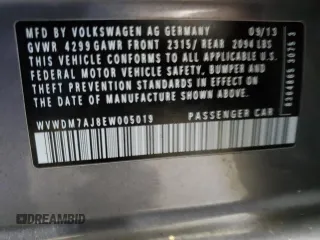 MFD BY VOLKSWAGEN AG GERMANY 09/13
GVWR 4299 GAWR FRONT 2315/ REAR 2094 LBS
THIS VEHICLE CONFORMS TO ALL APPLICABLE
U.S. FEDERAL MOTOR VEHICLE SAFETY, BUMPER AND
THEFT PREVENTION STANDARDS IN EFFECT ON THE
DATE OF MANUFACTURE SHOWN ABOVE.
WVWDM7AJ8EW005019 PASSENGER CAR
DREAMBID